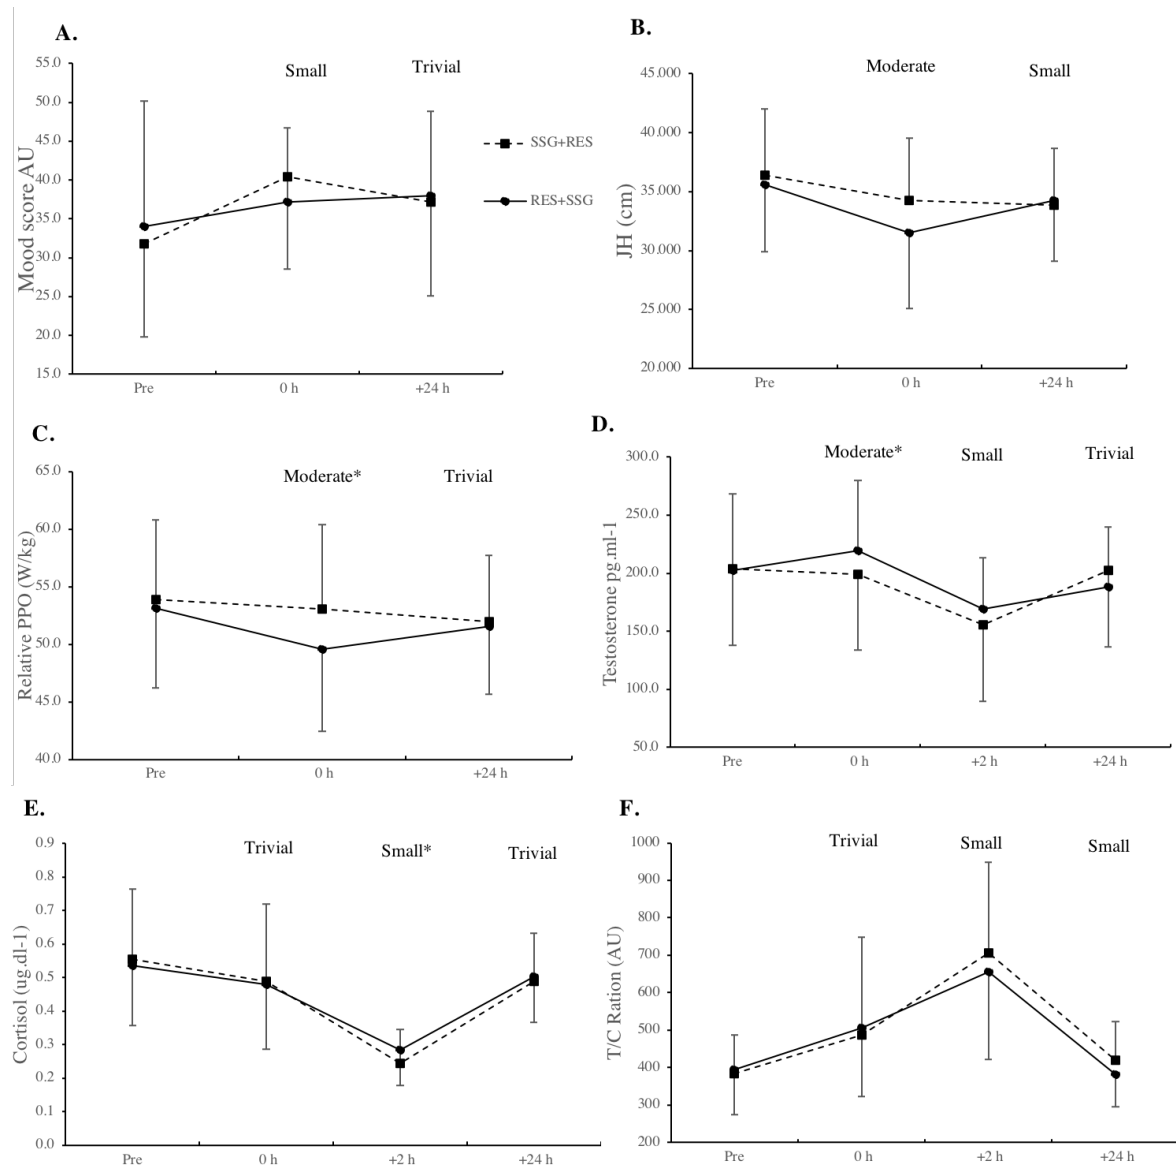 A.
Small
Trivial
55.0
50.0
45.0
40.0
35.0
30.0
25.0
20.0
15.0
Mood score AU
Pre
0 h
+24 h
SSG+RES
RES+SSG
B.
Moderate
Small
45.000
40.000
35.000
30.000
25.000
20.000
JH (cm)
Pre
0 h
+24 h
C.
Moderate*
Trivial
65.0
60.0
55.0
50.0
45.0
40.0
Relative PPO (W/kg)
Pre
0 h
+24 h
D.
Moderate*
Small
Trivial
300.0
250.0
200.0
150.0
100.0
50.0
Testosterone pg.ml-1
Pre
0 h
+2 h
+24 h
E.
Trivial
Small*
Trivial
0.9
0.8
0.7
0.6
0.5
0.4
0.3
0.2
0.1
0.0
Cortisol (ug.dl-1)
Pre
0 h
+2 h
+24 h
F.
Trivial
Small
Small
1000
900
800
700
600
500
400
300
200
T/C Ration (AU)
Pre
0 h
+2 h
+24 h